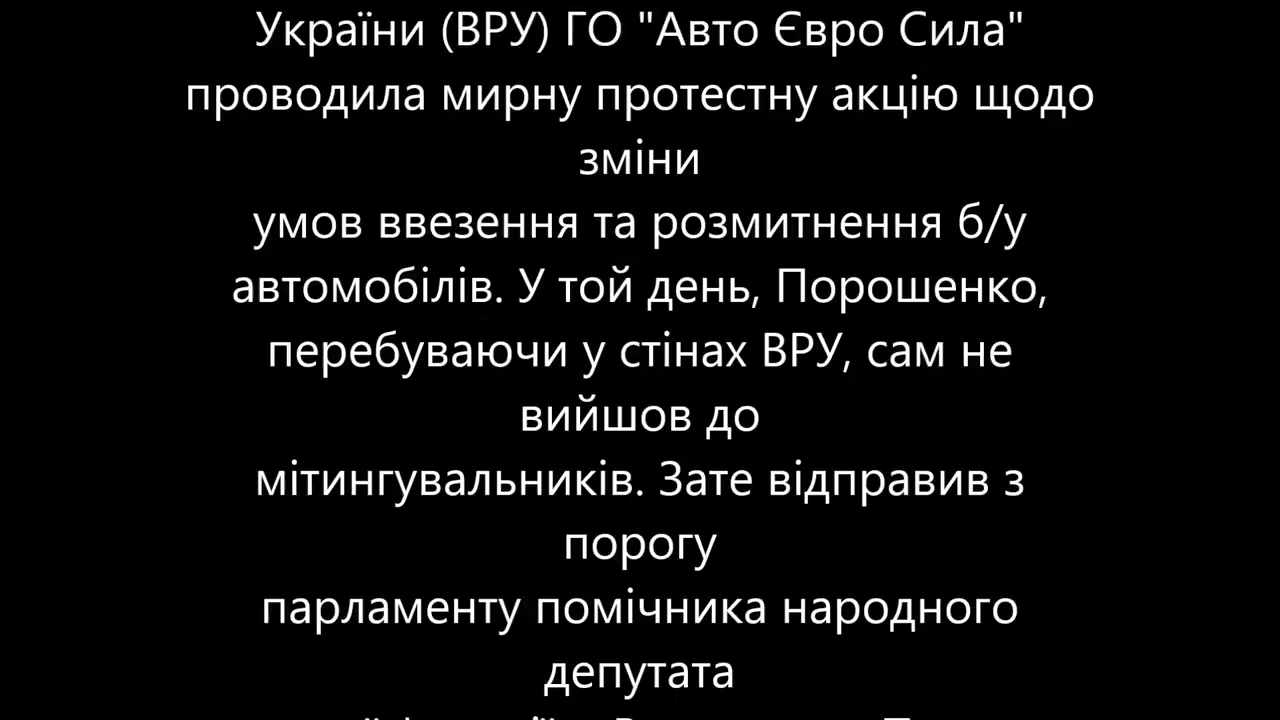 України (ВРУ) ГО "Авто Євро Сила"
проводила мирну протестну акцію щодо
зміни
умов ввезення та розмитнення б/у
автомобілів. У той день, Порошенко,
перебуваючи у стінах ВРУ, сам не
вийшов до
мітингувальників. Зате відправив з
порогу
парламенту помічника народного
депутата